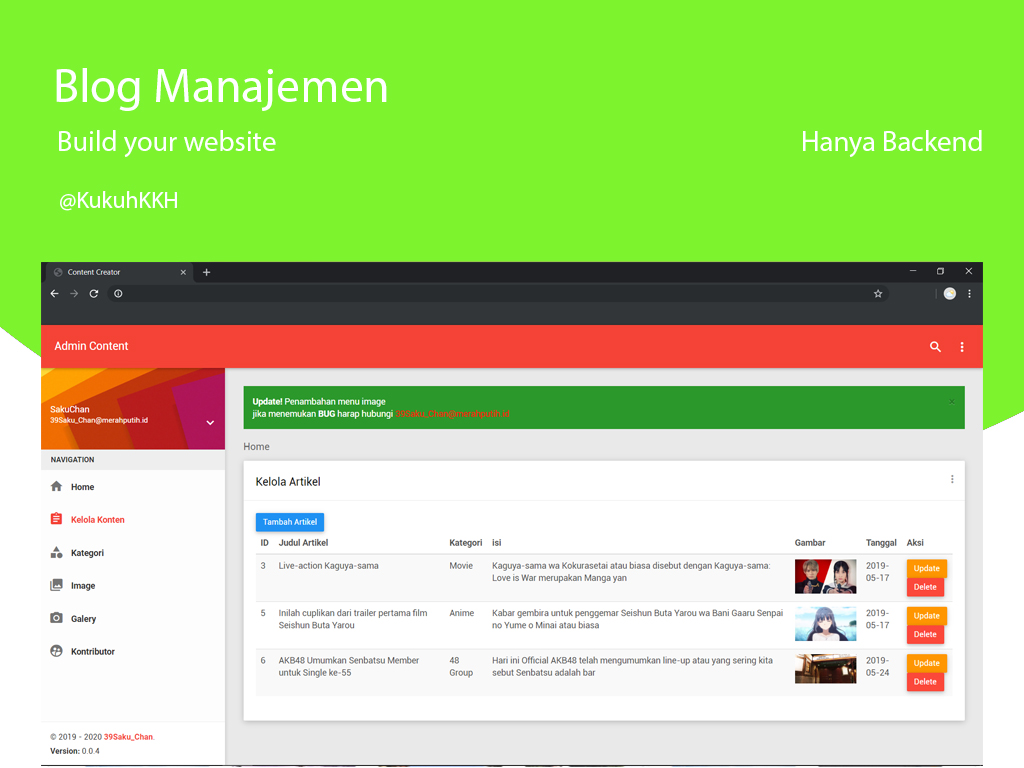 Blog Manajemen
Build your website
Hanya Backend
@KukuhKKH
Content Creator
Admin Content
SakuChan
39Saku_Chan@merahputih.id
NAVIGATION
Home
Kelola Konten
Kategori
Image
Galery
Kontributor
© 2019 - 2020 39Saku_Chan.
Version: 0.0.4
Update! Penambahan menu image
jika menemukan BUG harap hubungi 39Saku_Chan@merahputih.id
Home
Kelola Artikel
Tambah Artikel
ID Judul Artikel Kategori isi Gambar Tanggal Aksi
3 Live-action Kaguya-sama Movie Kaguya-sama wa Kokurasetai atau biasa disebut dengan Kaguya-sama: 2019- Update
Love is War merupakan Manga yan 05-17 Delete
5 Inilah cuplikan dari trailer pertama film Anime Kabar gembira untuk penggemar Seishun Buta Yarou wa Bani Gaaru Senpai 2019- Update
Seishun Buta Yarou no Yume o Minai atau biasa 05-17 Delete
6 AKB48 Umumkan Senbatsu Member 48 Hari ini Official AKB48 telah mengumumkan line-up atau yang sering kita 2019- Update
untuk Single ke-55 Group sebut Senbatsu adalah bar 05-24 Delete